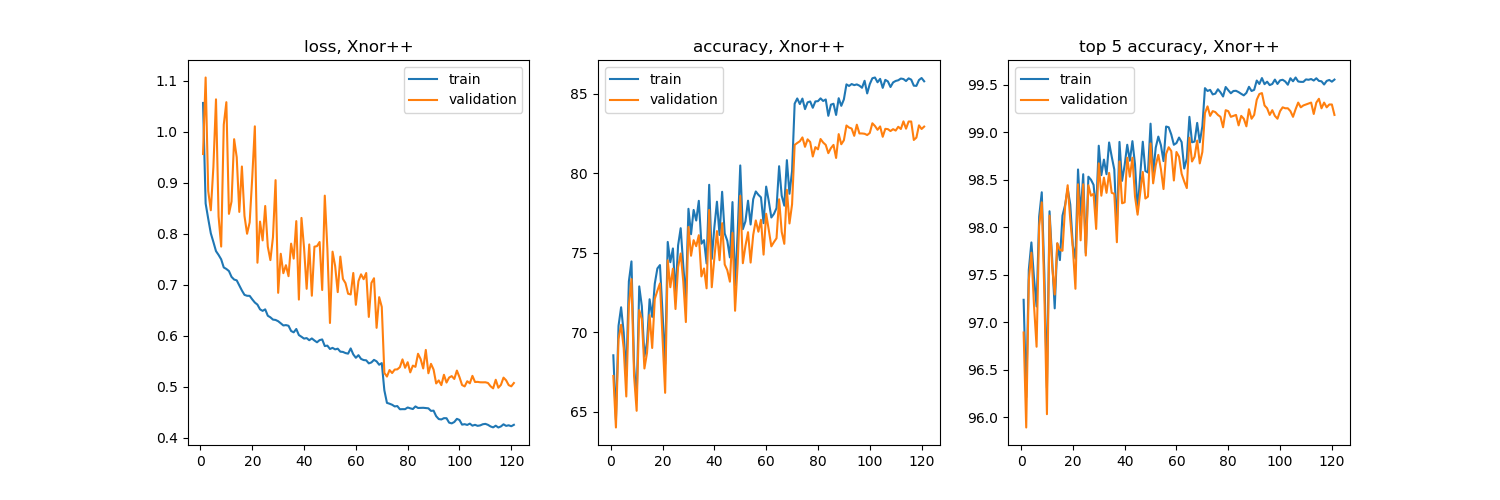 loss, Xnor++
1.1
1.0
0.9
0.8
0.7
0.6
0.5
0.4
0 20 40 60 80 100 120
train
validation
accuracy, Xnor++
85
80
75
70
65
0 20 40 60 80 100 120
train
validation
top 5 accuracy, Xnor++
99.5
99.0
98.5
98.0
97.5
97.0
96.5
96.0
0 20 40 60 80 100 120
train
validation